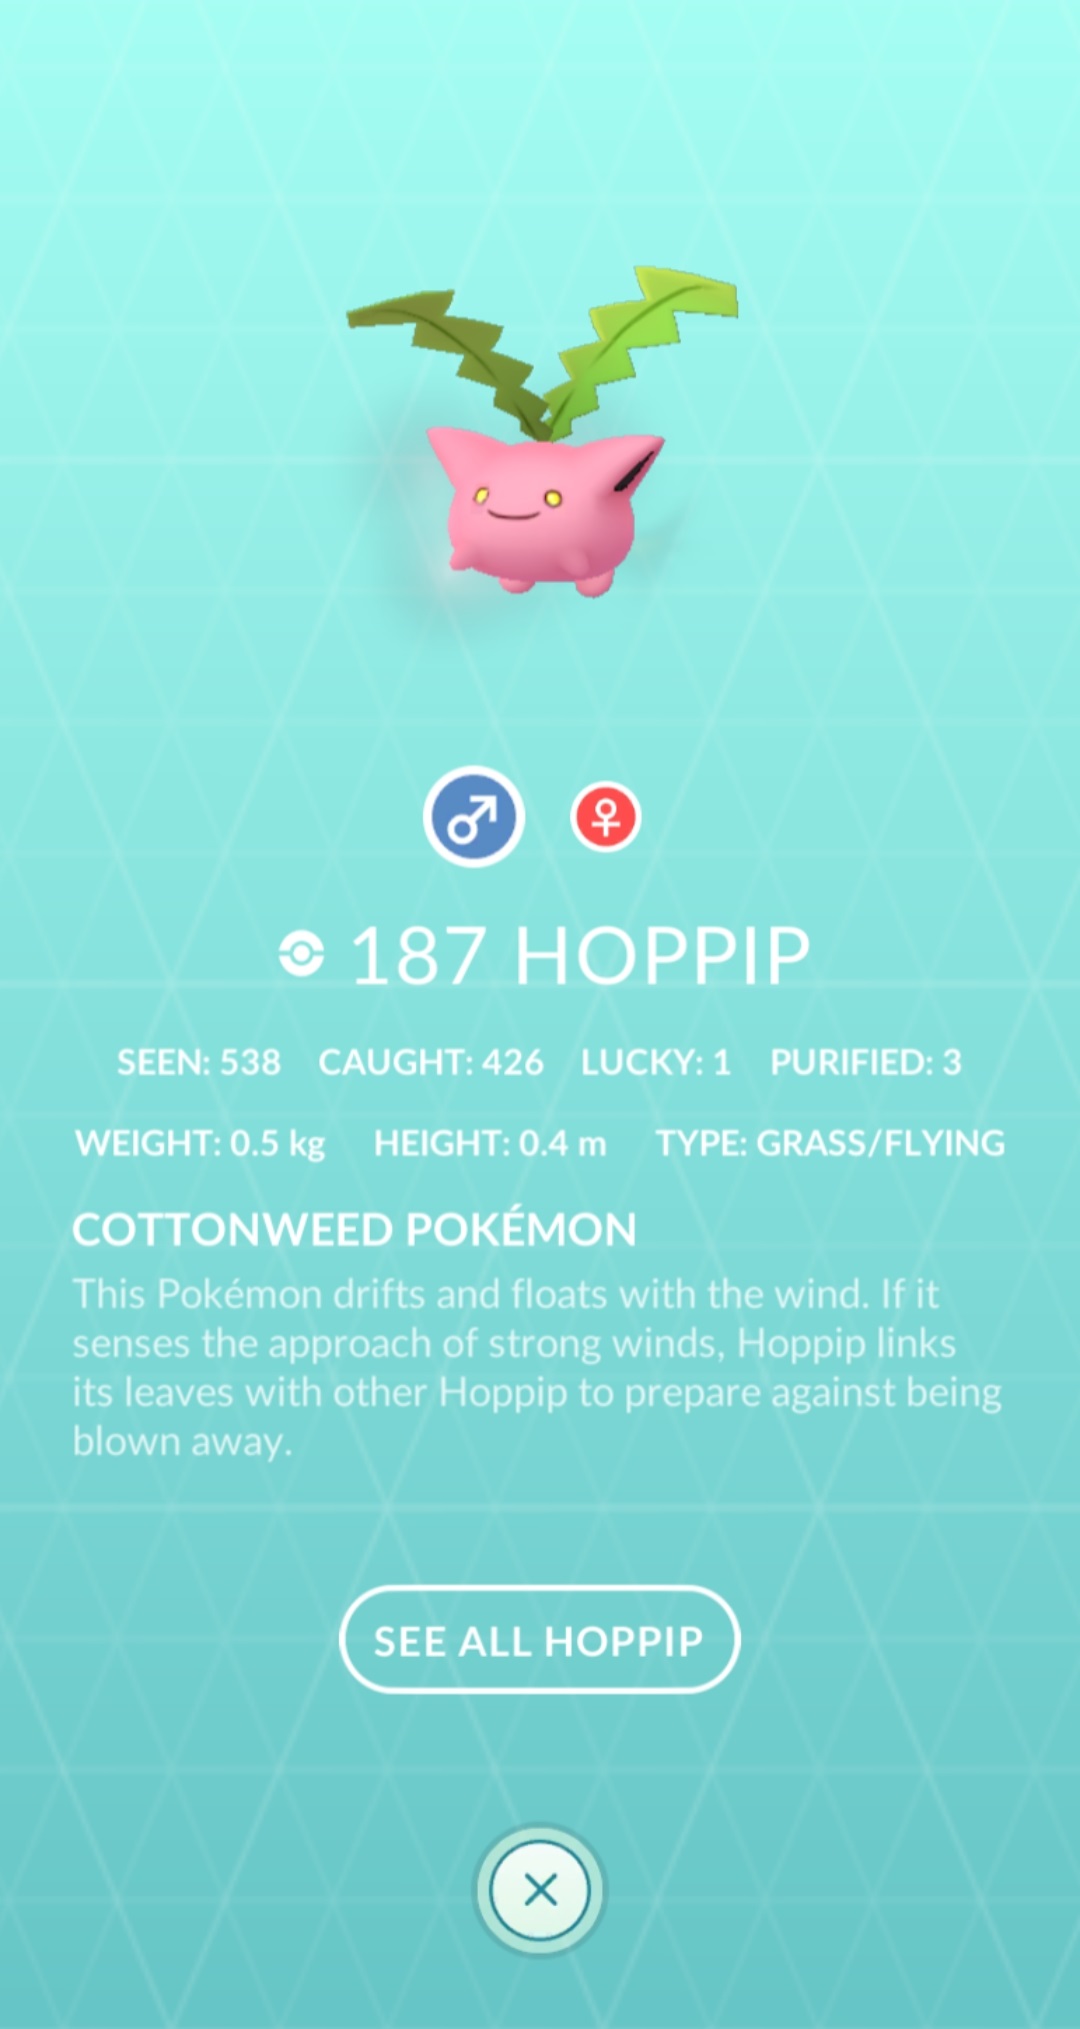 187 HOPPIP
SEEN: 538 CAUGHT: 426 LUCKY: 1 PURIFIED: 3
WEIGHT: 0.5 kg HEIGHT: 0.4 m TYPE: GRASS/FLYING
COTTONWEED POKÉMON
This Pokémon drifts and floats with the wind. If it
senses the approach of strong winds, Hoppip links
its leaves with other Hoppip to prepare against being
blown away.
SEE ALL HOPPIP